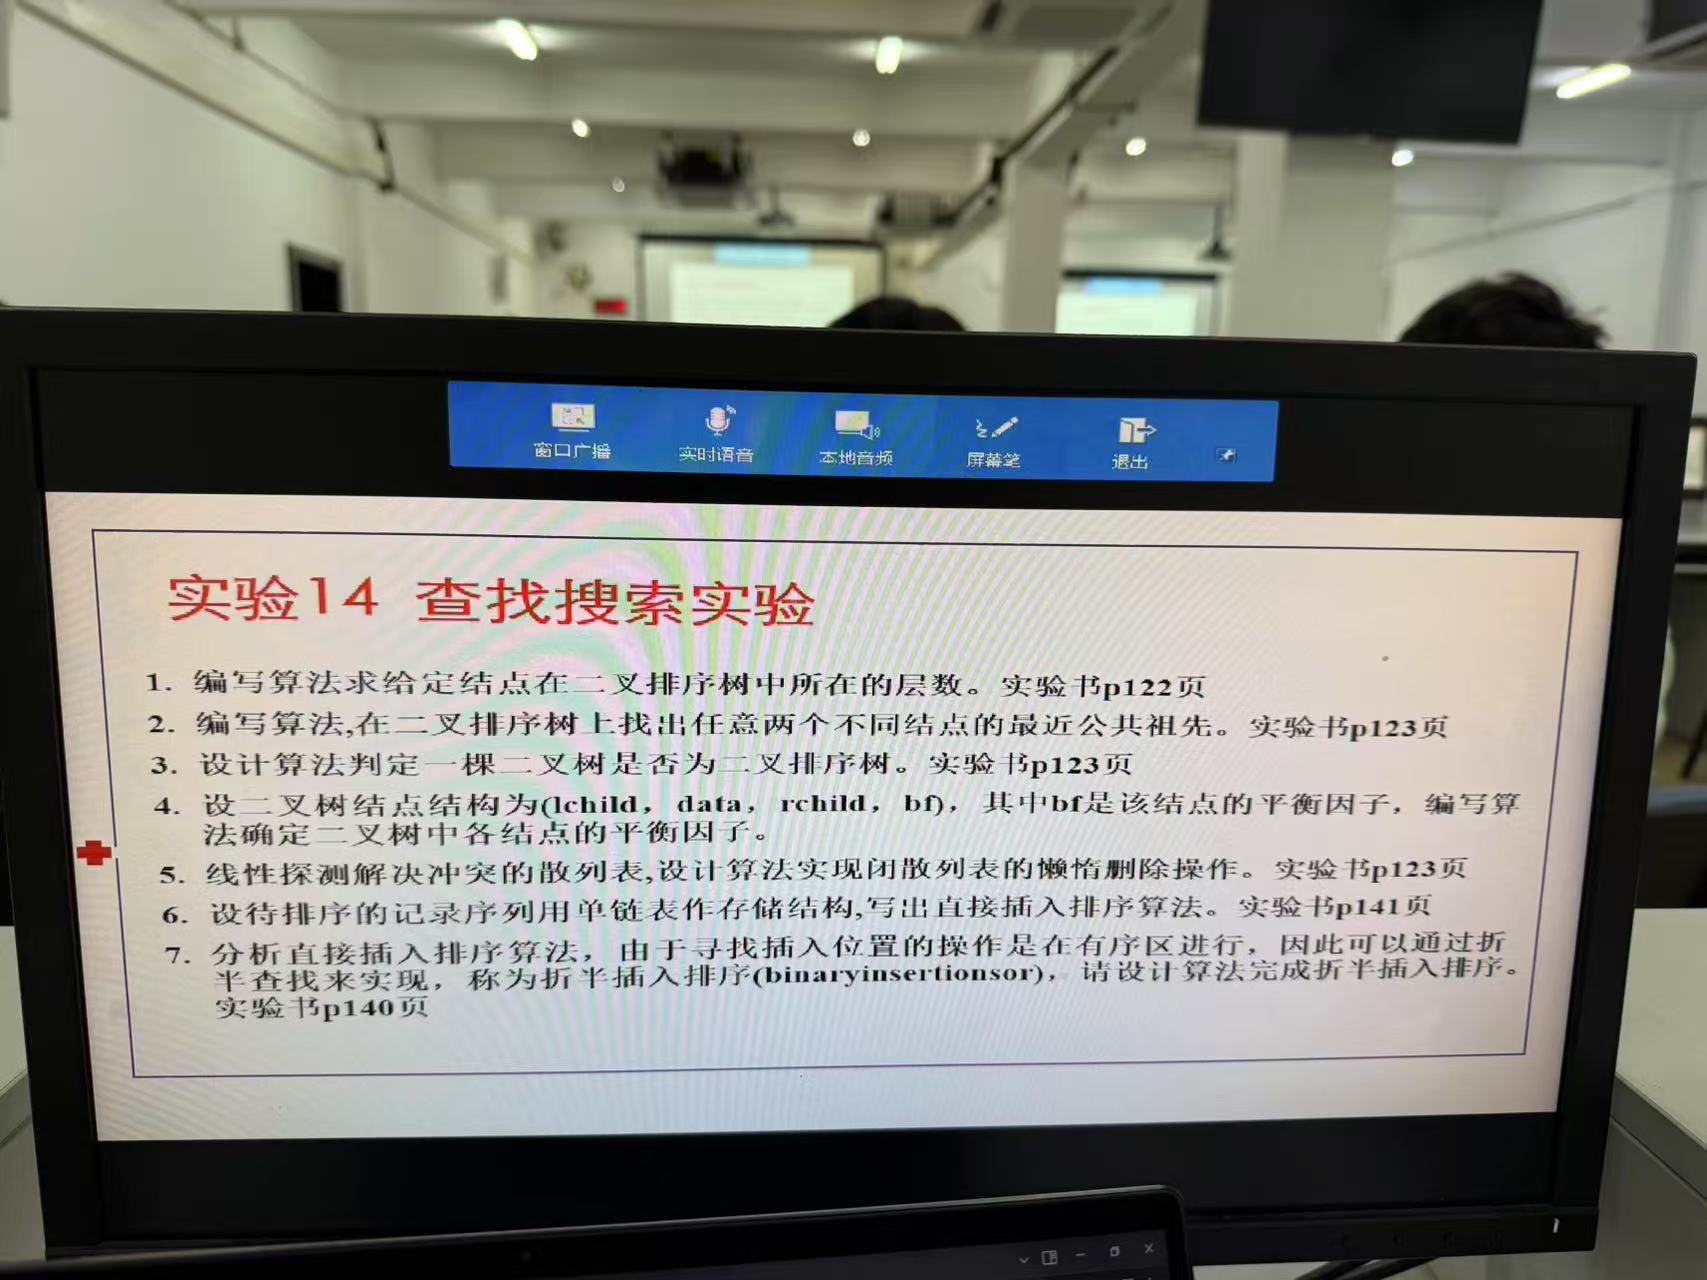 窗口广播 实时语音 本地音频 屏幕笔 退出
实验14 查找搜索实验
1. 编写算法求给定结点在二叉排序树中所在的层数。实验书p122页
2. 编写算法,在二叉排序树上找出任意两个不同结点的最近公共祖先。实验书p123页
3. 设计算法判定一棵二叉树是否为二叉排序树。实验书p123页
4. 设二叉树结点结构为(lchild，data，rchild，bf)，其中bf是该结点的平衡因子，编写算
法确定二叉树中各结点的平衡因子。
5. 线性探测解决冲突的散列表,设计算法实现闭散列表的懒惰删除操作。实验书p123页
6. 设待排序的记录序列用单链表作存储结构,写出直接插入排序算法。实验书p141页
7. 分析直接插入排序算法，由于寻找插入位置的操作是在有序区进行，因此可以通过折
半查找来实现，称为折半插入排序(binaryinsertionsor)，请设计算法完成折半插入排序。
实验书p140页